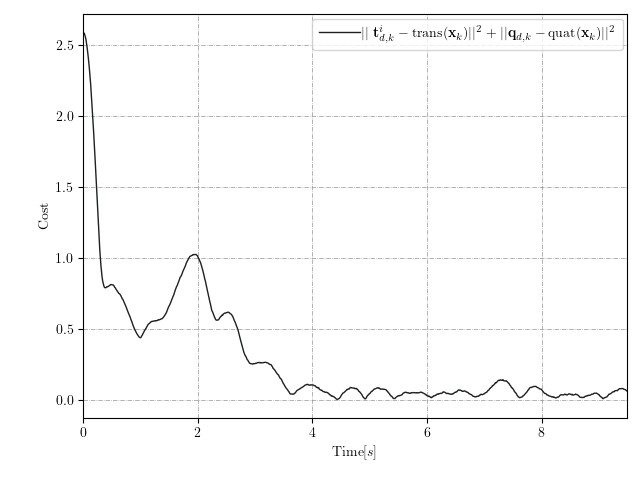 || t^i_{d,k} − trans(x_k)||² + ||q_{d,k} − quat(x_k)||²
2.5
2.0
1.5
1.0
0.5
0.0
Cost
0 2 4 6 8
Time[s]